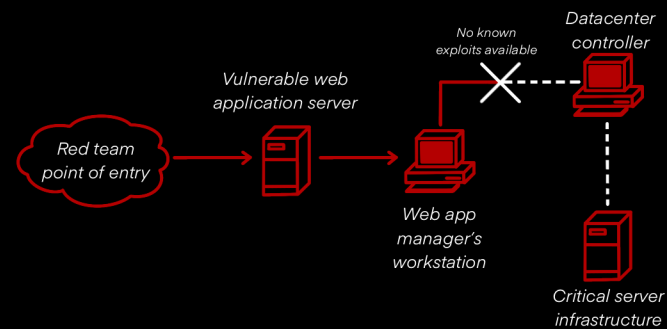 No known
exploits available
Datacenter
controller
Vulnerable web
application server
Red team
point of entry
Web app
manager's
workstation
Critical server
infrastructure